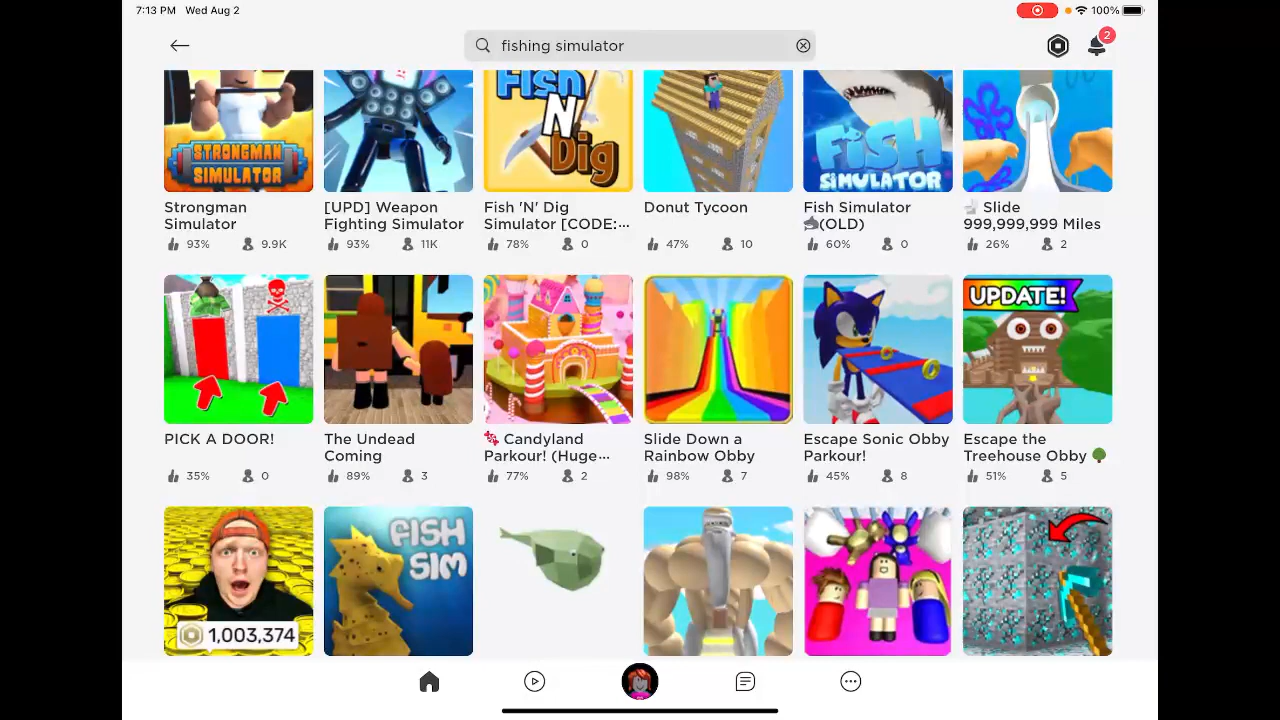 7:13 PM Wed Aug 2
100%
fishing simulator
2
STRONGMAN
SIMULATOR
Fish
N
Dig
FISH
SIMULATOR
Strongman
Simulator
[UPD] Weapon
Fighting Simulator
Fish 'N' Dig
Simulator [CODE:...
Donut Tycoon
Fish Simulator
🦈(OLD)
🚽 Slide
999,999,999 Miles
93% 9.9K
93% 11K
78% 0
47% 10
60% 0
26% 2
UPDATE!
PICK A DOOR!
The Undead
Coming
🍬 Candyland
Parkour! (Huge...
Slide Down a
Rainbow Obby
Escape Sonic Obby
Parkour!
Escape the
Treehouse Obby 🌳
35% 0
89% 3
77% 2
98% 7
45% 8
51% 5
1,003,374
FISH
SIM